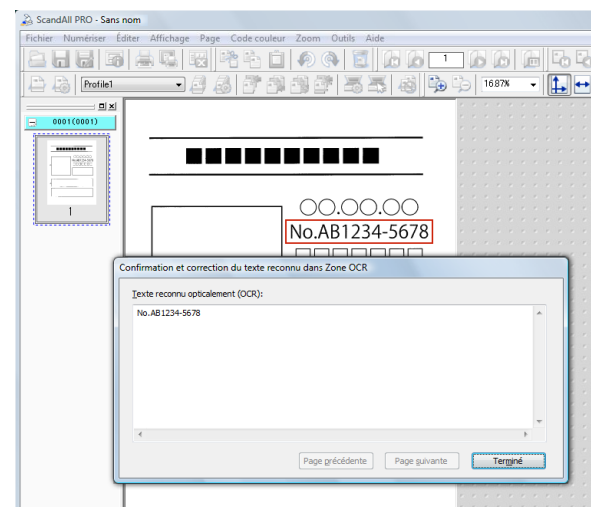 ScandAll PRO - Sans nom
Fichier Numériser Éditer Affichage Page Code couleur Zoom Outils Aide
1
Profile1
16.87%
0001(0001)
1
No.AB1234-5678
Confirmation et correction du texte reconnu dans Zone OCR
Texte reconnu opticalement (OCR):
No.AB1234-5678
Page précédente Page suivante Terminé